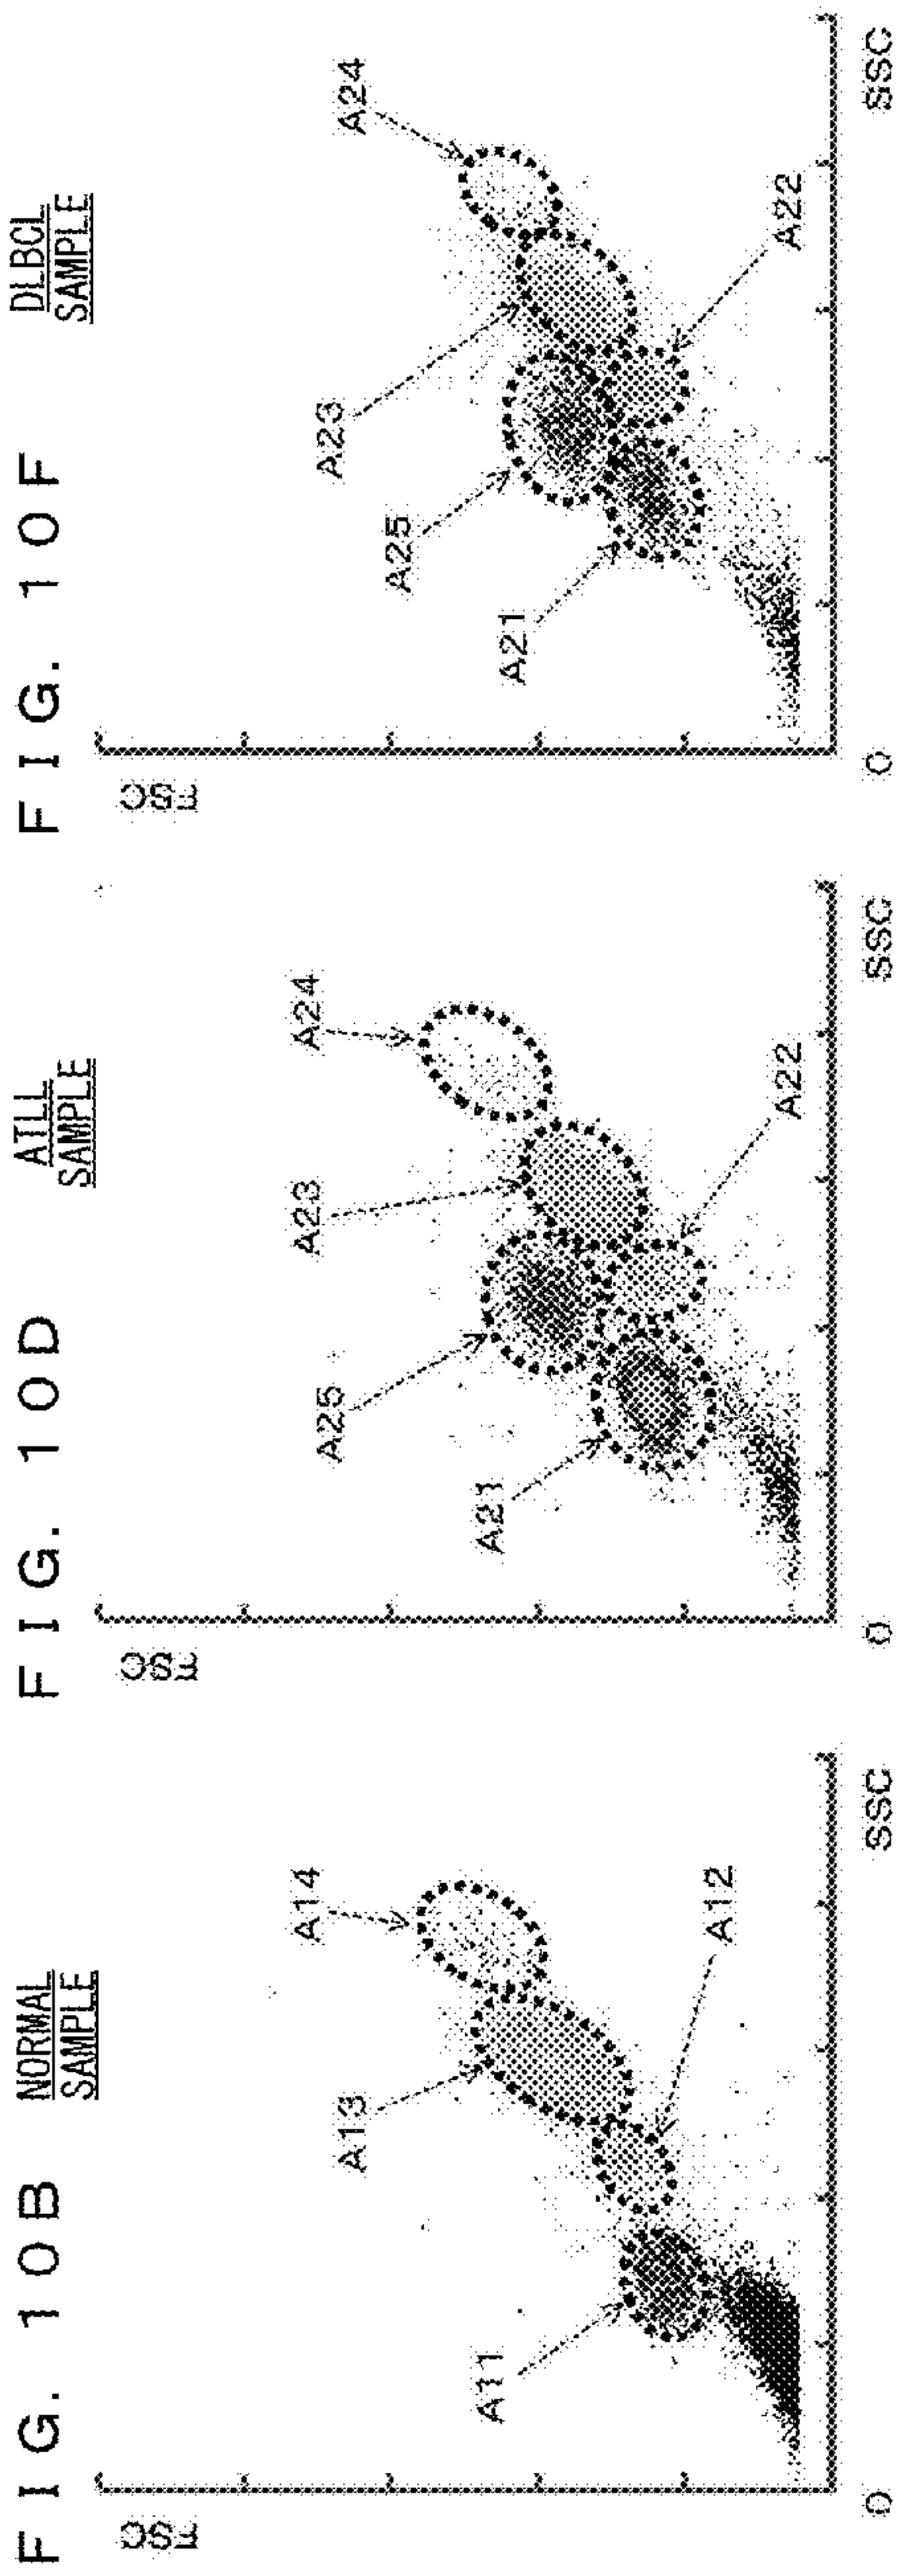 FIG. 10B
NORMAL
SAMPLE
FSC
A14
A13
A12
A11
0
SSC
FIG. 10D
ATLL
SAMPLE
FSC
A24
A23
A25
A22
A21
0
SSC
FIG. 10F
DLBCL
SAMPLE
FSC
A24
A23
A25
A22
A21
0
SSC